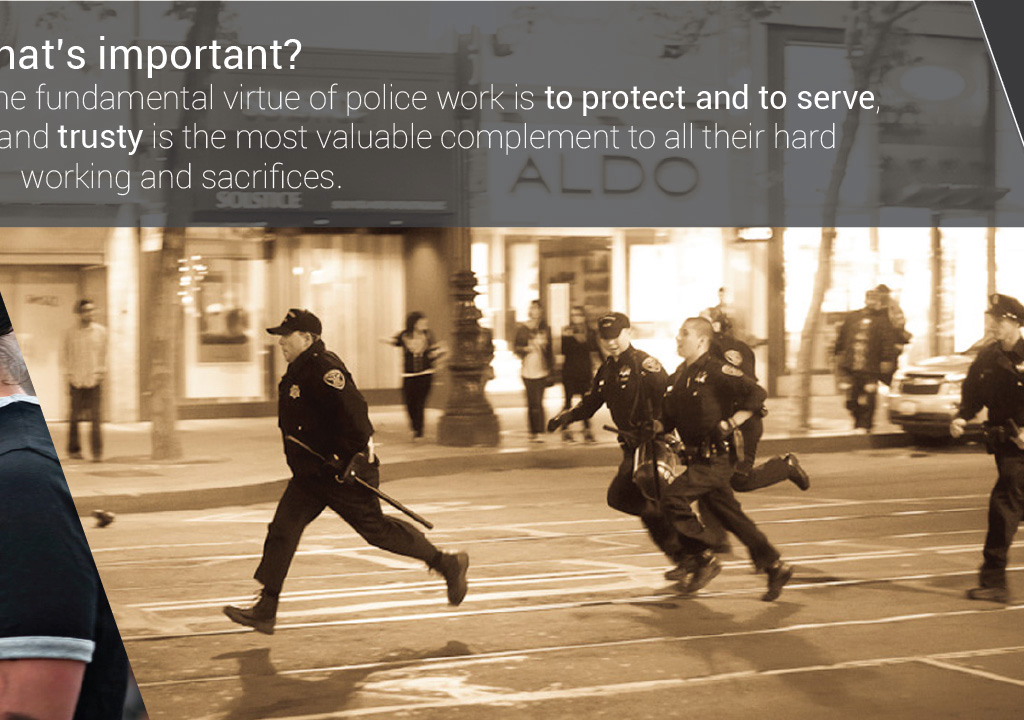 hat's important?
he fundamental virtue of police work is to protect and to serve,
and trusty is the most valuable complement to all their hard
working and sacrifices.
ALDO
SOLSTICE